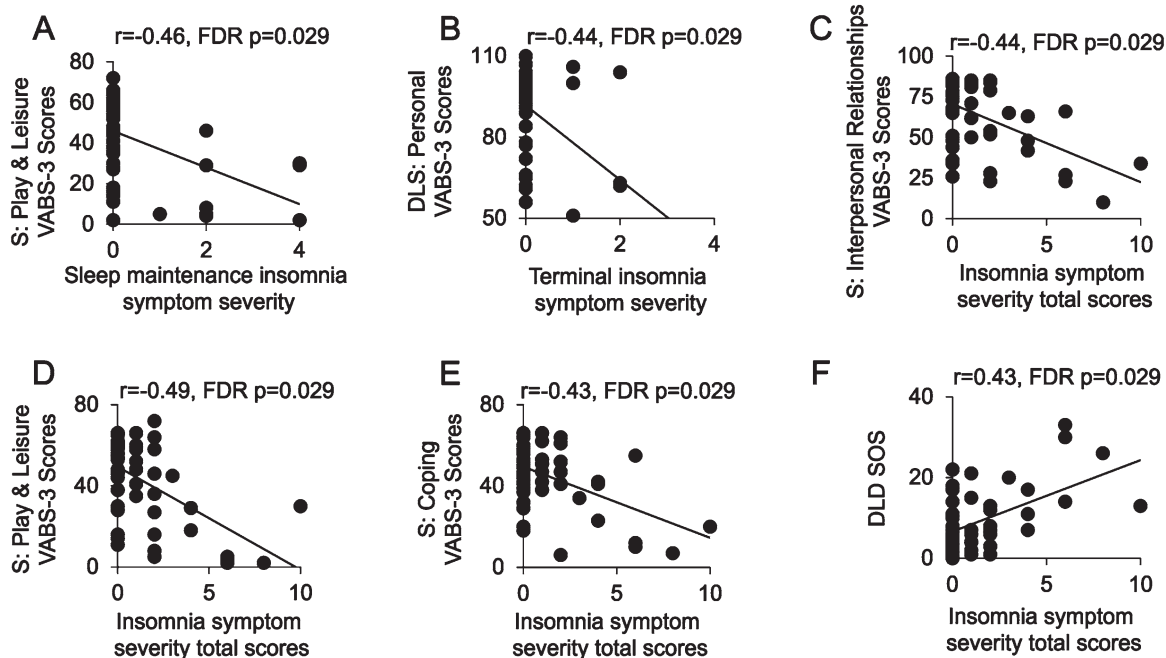 A
r=-0.46, FDR p=0.029
S: Play & Leisure
VABS-3 Scores
80
60
40
20
0
0 2 4
Sleep maintenance insomnia
symptom severity
B
r=-0.44, FDR p=0.029
DLS: Personal
VABS-3 Scores
110
80
50
0 2 4
Terminal insomnia
symptom severity
C
r=-0.44, FDR p=0.029
S: Interpersonal Relationships
VABS-3 Scores
100
75
50
25
0
0 5 10
Insomnia symptom
severity total scores
D
r=-0.49, FDR p=0.029
S: Play & Leisure
VABS-3 Scores
80
40
0
0 5 10
Insomnia symptom
severity total scores
E
r=-0.43, FDR p=0.029
S: Coping
VABS-3 Scores
80
40
0
0 5 10
Insomnia symptom
severity total scores
F
r=0.43, FDR p=0.029
DLD SOS
40
20
0
0 5 10
Insomnia symptom
severity total scores